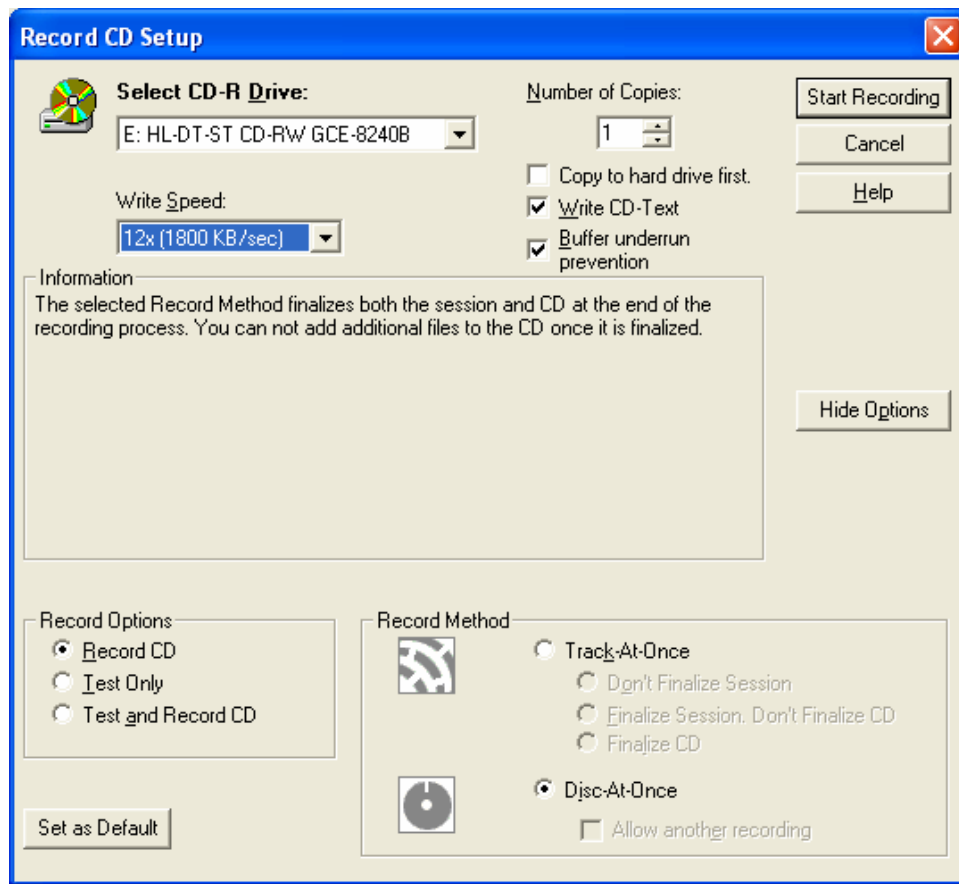 Record CD Setup
Select CD-R Drive:
E: HL-DT-ST CD-RW GCE-8240B
Write Speed:
12x (1800 KB/sec)
Number of Copies:
1
Copy to hard drive first.
Write CD-Text
Buffer underrun
prevention
Start Recording
Cancel
Help
Information
The selected Record Method finalizes both the session and CD at the end of the
recording process. You can not add additional files to the CD once it is finalized.
Hide Options
Record Options
Record CD
Test Only
Test and Record CD
Set as Default
Record Method
Track-At-Once
Don't Finalize Session
Finalize Session. Don't Finalize CD
Finalize CD
Disc-At-Once
Allow another recording